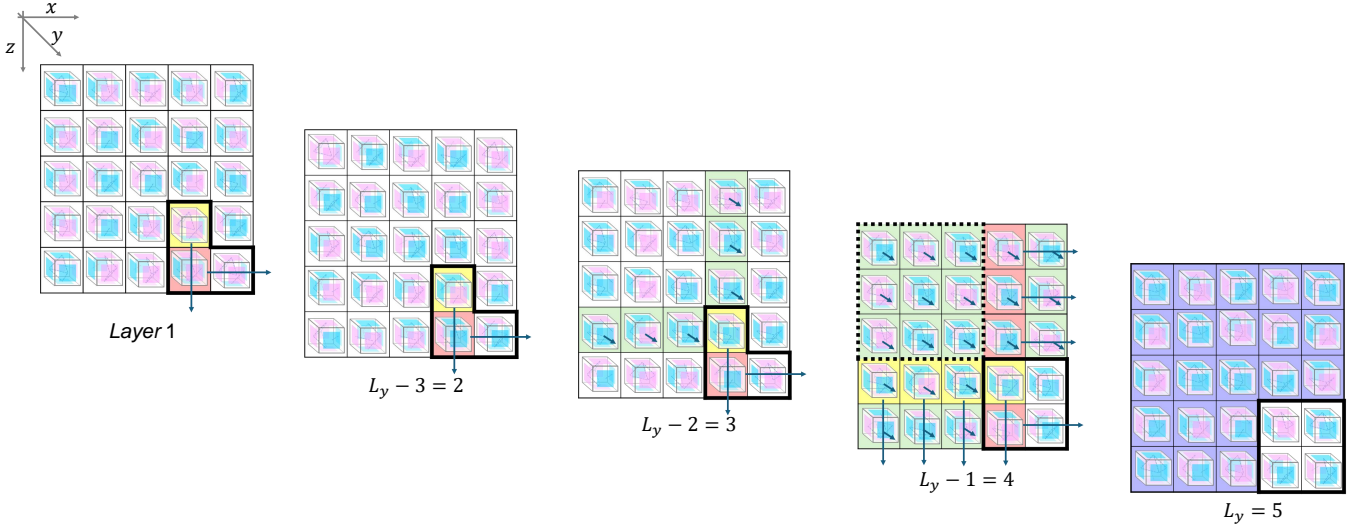 x
y
z
Layer 1
L_y − 3 = 2
L_y − 2 = 3
L_y − 1 = 4
L_y = 5